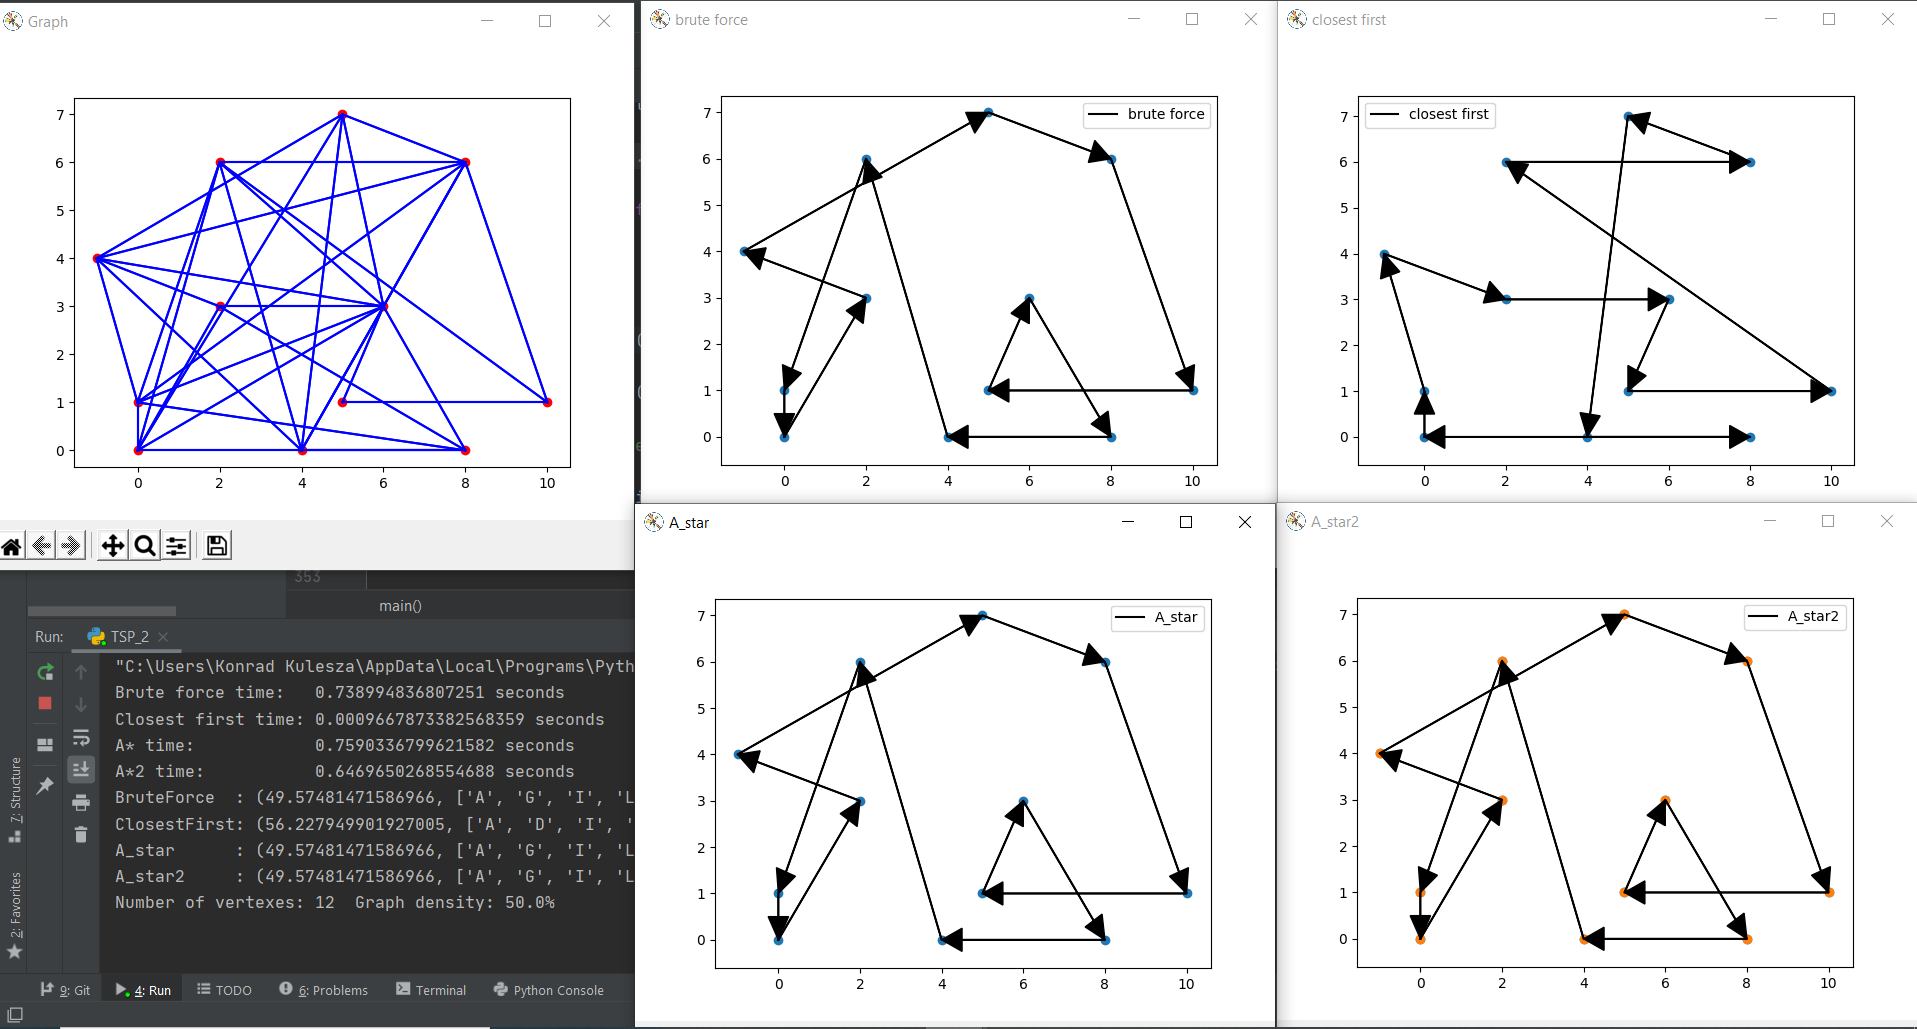 Graph
7
6
5
4
3
2
1
0
0 2 4 6 8 10
brute force
brute force
7
6
5
4
3
2
1
0
0 2 4 6 8 10
closest first
closest first
7
6
5
4
3
2
1
0
0 2 4 6 8 10
353
main()
Run: TSP_2
"C:\Users\Konrad Kulesza\AppData\Local\Programs\Pyth
Brute force time: 0.738994836807251 seconds
Closest first time: 0.0009667873382568359 seconds
A* time: 0.7590336799621582 seconds
A*2 time: 0.6469650268554688 seconds
BruteForce : (49.57481471586966, ['A', 'G', 'I', 'L
ClosestFirst: (56.227949901927005, ['A', 'D', 'I', '
A_star : (49.57481471586966, ['A', 'G', 'I', 'L
A_star2 : (49.57481471586966, ['A', 'G', 'I', 'L
Number of vertexes: 12 Graph density: 50.0%
7: Structure
2: Favorites
9: Git 4: Run TODO 6: Problems Terminal Python Console
A_star
A_star
7
6
5
4
3
2
1
0
0 2 4 6 8 10
A_star2
A_star2
7
6
5
4
3
2
1
0
0 2 4 6 8 10